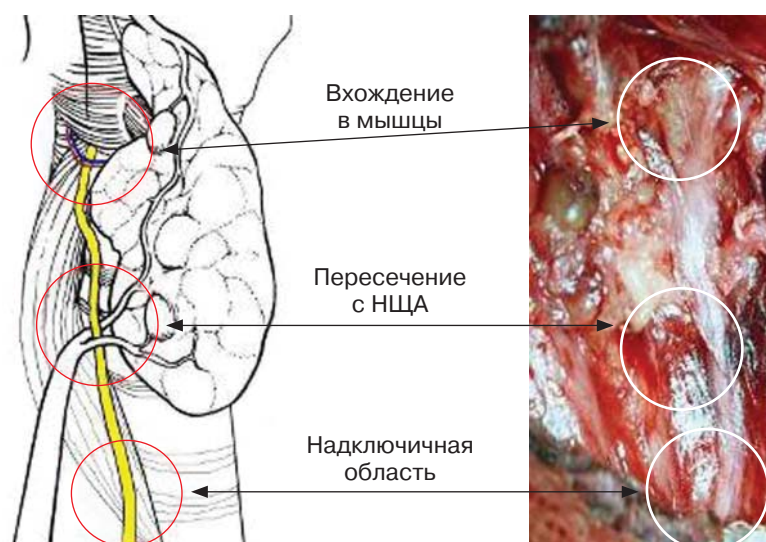 Вхождение
в мышцы
Пересечение
с НЩА
Надключичная
область